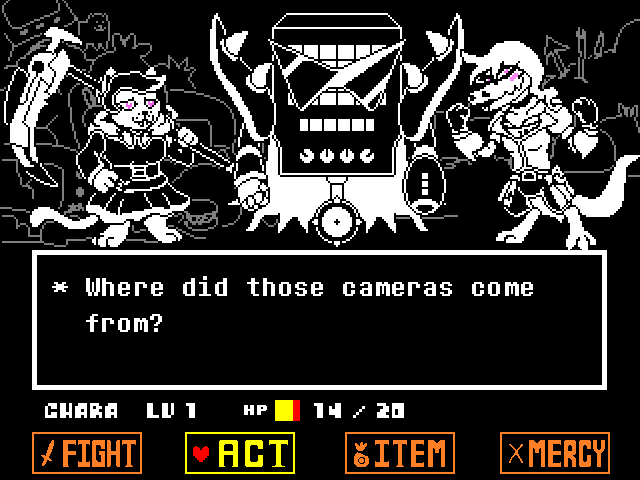 * Where did those cameras come
from?
CHARA LV 1 HP 14 / 20
FIGHT ACT ITEM MERCY